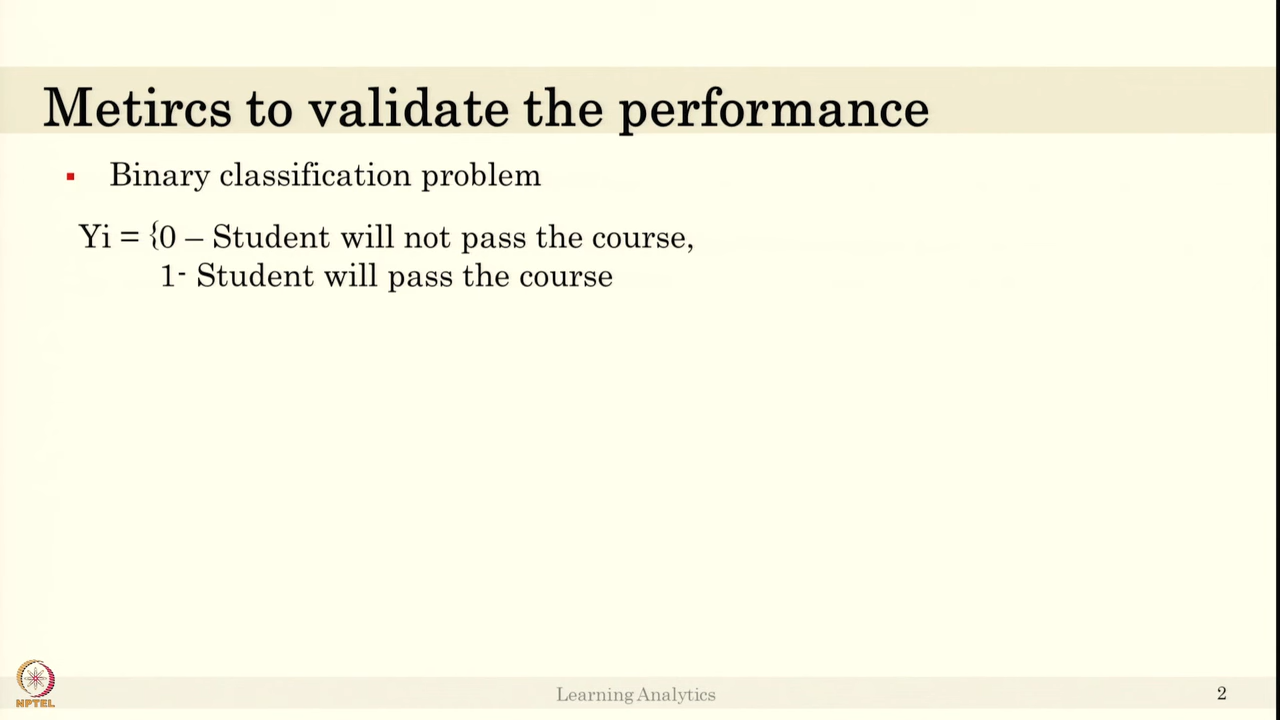 Metircs to validate the performance
▪ Binary classification problem
Yi = {0 – Student will not pass the course,
1- Student will pass the course
NPTEL
Learning Analytics
2